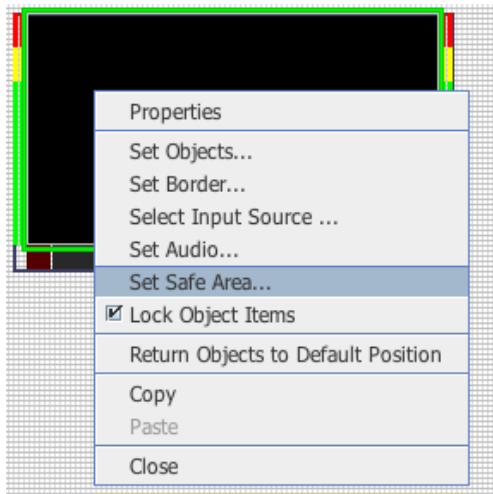 Properties
Set Objects...
Set Border...
Select Input Source ...
Set Audio...
Set Safe Area...
Lock Object Items
Return Objects to Default Position
Copy
Paste
Close